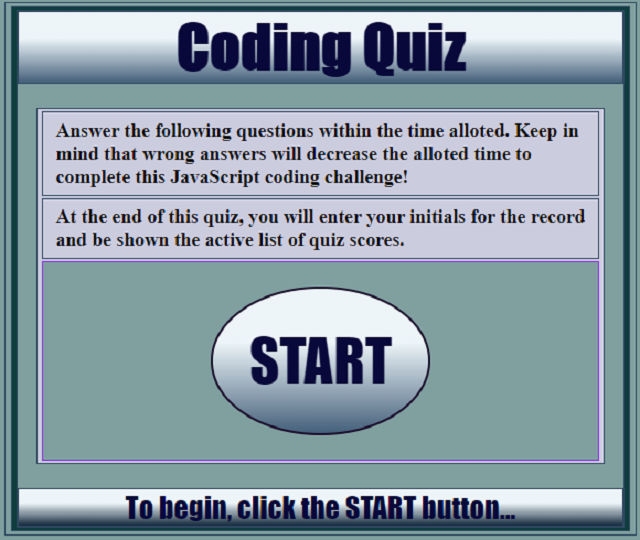 Coding Quiz
Answer the following questions within the time alloted. Keep in
mind that wrong answers will decrease the alloted time to
complete this JavaScript coding challenge!
At the end of this quiz, you will enter your initials for the record
and be shown the active list of quiz scores.
START
To begin, click the START button...